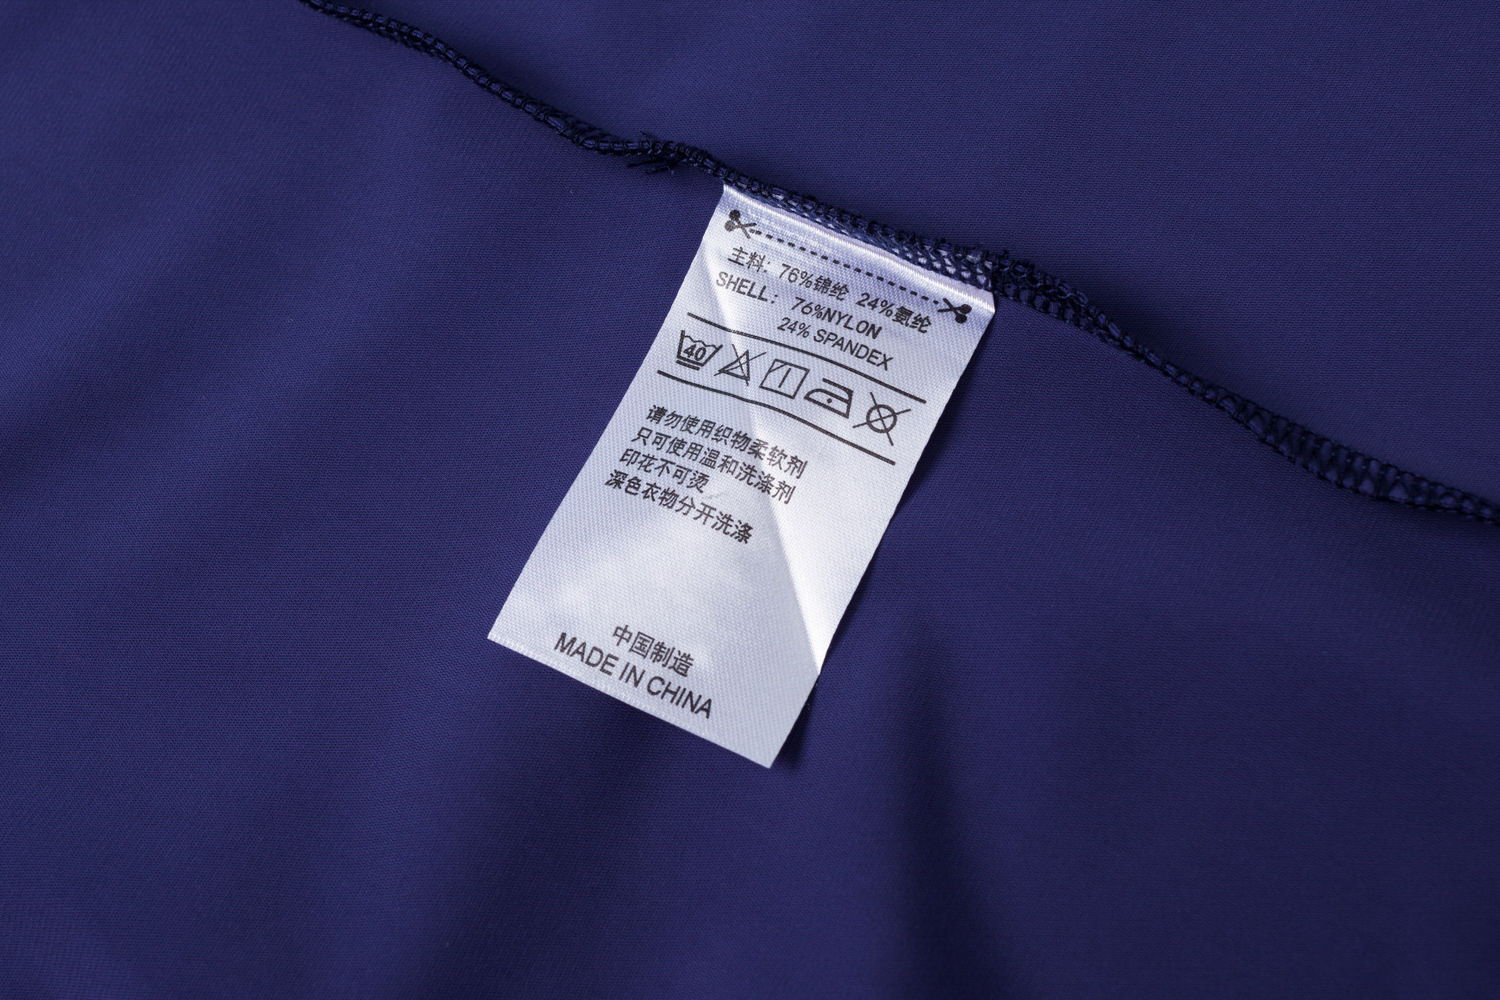 主料: 76%锦纶 24%氨纶
SHELL: 76%NYLON
24% SPANDEX
40
请勿使用织物柔软剂
只可使用温和洗涤剂
印花不可烫
深色衣物分开洗涤
中国制造
MADE IN CHINA